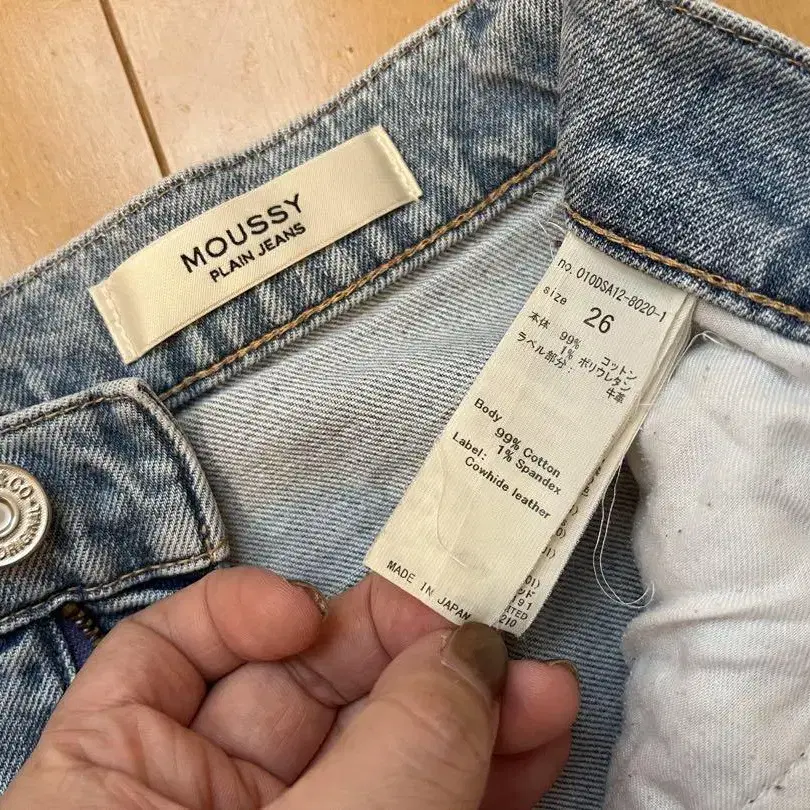 MOUSSY
PLAIN JEANS
no. 010DSA12-8020-1
size 26
本体 99% コットン
1% ポリウレタン
ラベル部分: 牛革
Body
99% Cotton
1% Spandex
Label:
Cowhide leather
MADE IN JAPAN
&CO
ORIGINAL